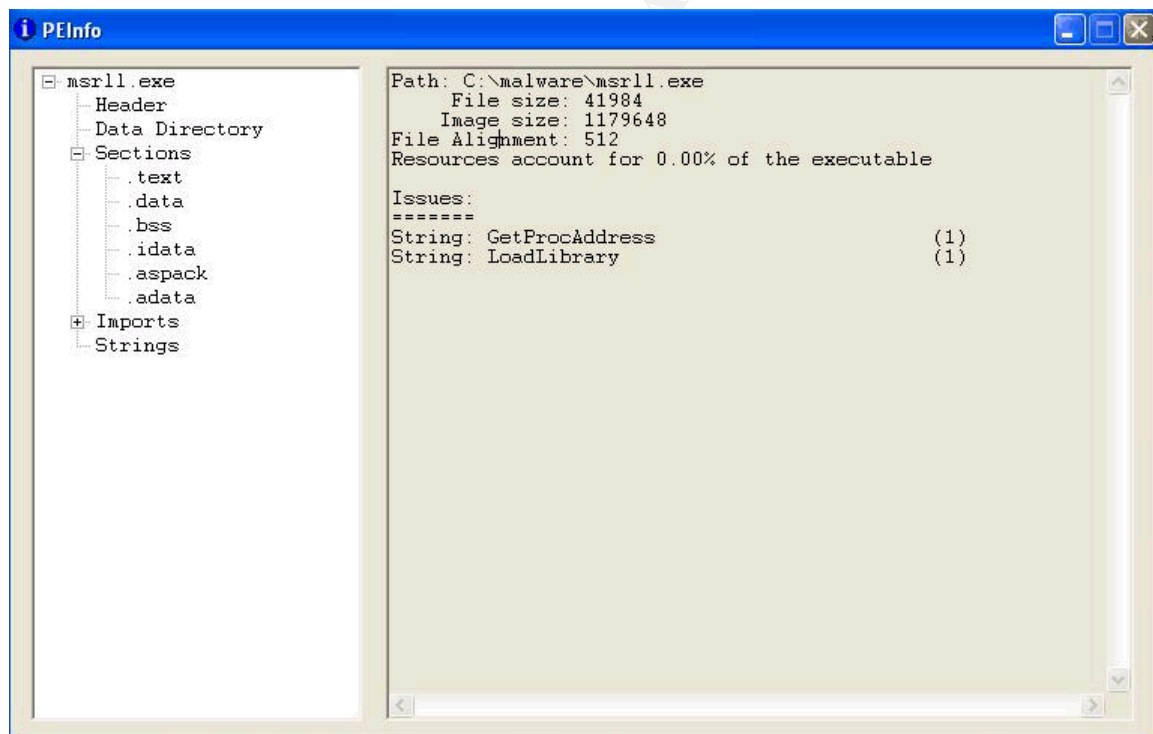 PEInfo
msrll.exe
Header
Data Directory
Sections
.text
.data
.bss
.idata
.aspack
.adata
Imports
Strings
Path: C:\malware\msrll.exe
File size: 41984
Image size: 1179648
File Alignment: 512
Resources account for 0.00% of the executable
Issues:
=======
String: GetProcAddress (1)
String: LoadLibrary (1)